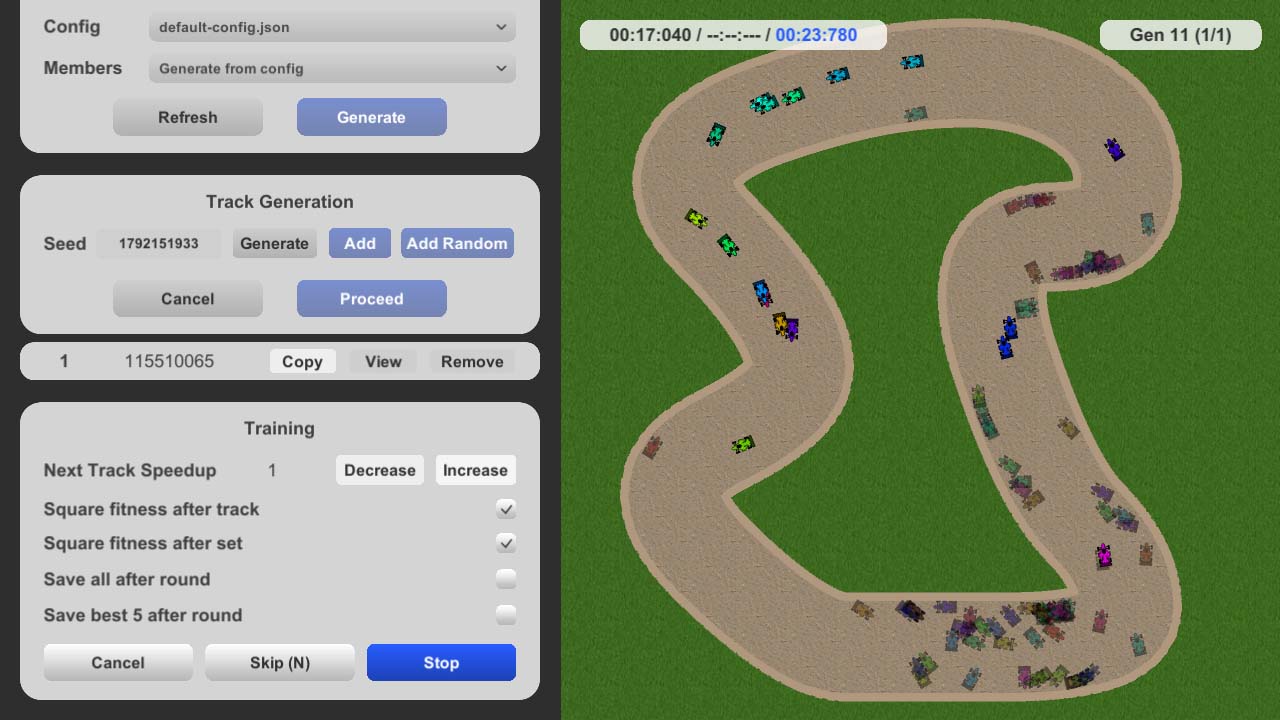 Config default-config.json
Members Generate from config
Refresh Generate
Track Generation
Seed 1792151933 Generate Add Add Random
Cancel Proceed
1 115510065 Copy View Remove
Training
Next Track Speedup 1 Decrease Increase
Square fitness after track
Square fitness after set
Save all after round
Save best 5 after round
Cancel Skip (N) Stop
00:17:040 / --:--:--- / 00:23:780
Gen 11 (1/1)